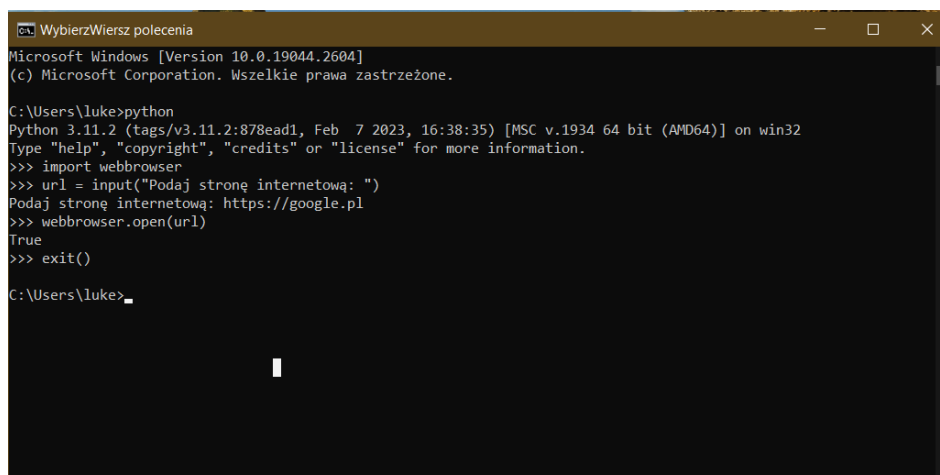 WybierzWiersz polecenia
Microsoft Windows [Version 10.0.19044.2604]
(c) Microsoft Corporation. Wszelkie prawa zastrzeżone.
C:\Users\luke>python
Python 3.11.2 (tags/v3.11.2:878ead1, Feb  7 2023, 16:38:35) [MSC v.1934 64 bit (AMD64)] on win32
Type "help", "copyright", "credits" or "license" for more information.
>>> import webbrowser
>>> url = input("Podaj stronę internetową: ")
Podaj stronę internetową: https://google.pl
>>> webbrowser.open(url)
True
>>> exit()
C:\Users\luke>